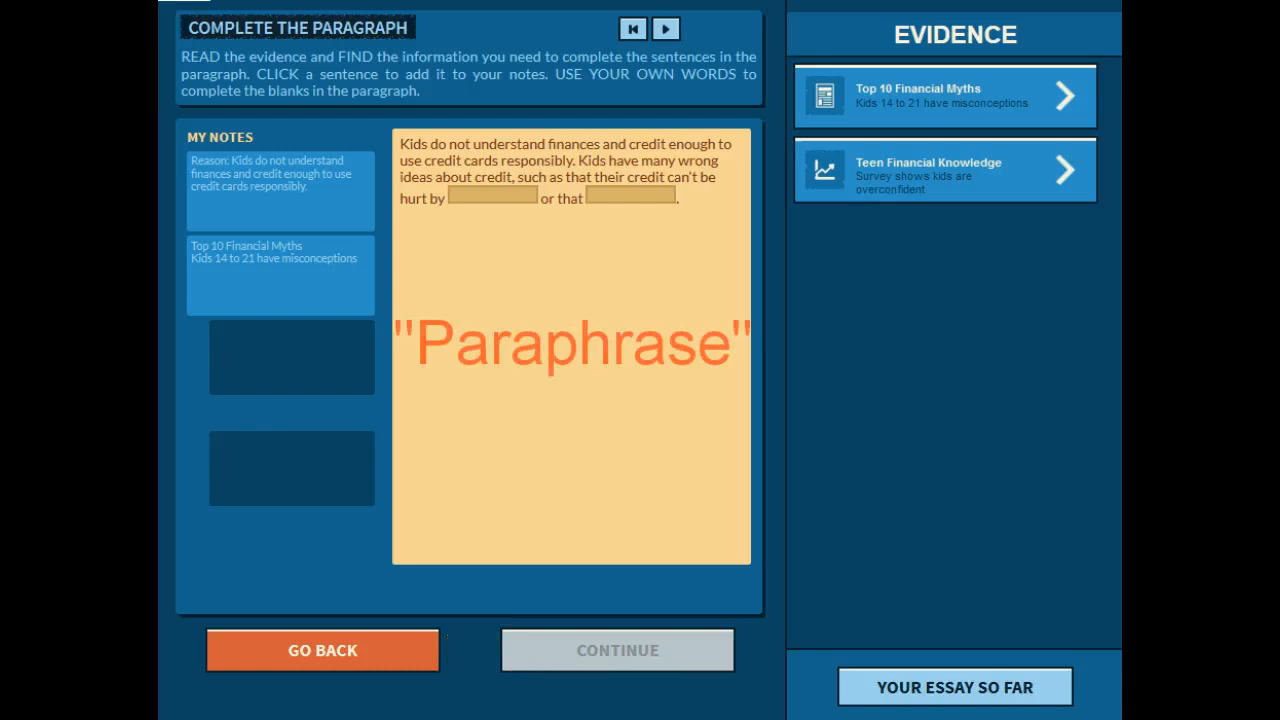 COMPLETE THE PARAGRAPH
READ the evidence and FIND the information you need to complete the sentences in the
paragraph. CLICK a sentence to add it to your notes. USE YOUR OWN WORDS to
complete the blanks in the paragraph.
MY NOTES
Reason: Kids do not understand
finances and credit enough to use
credit cards responsibly.
Top 10 Financial Myths
Kids 14 to 21 have misconceptions
Kids do not understand finances and credit enough to
use credit cards responsibly. Kids have many wrong
ideas about credit, such as that their credit can't be
hurt by or that .
"Paraphrase"
GO BACK
CONTINUE
EVIDENCE
Top 10 Financial Myths
Kids 14 to 21 have misconceptions
Teen Financial Knowledge
Survey shows kids are
overconfident
YOUR ESSAY SO FAR